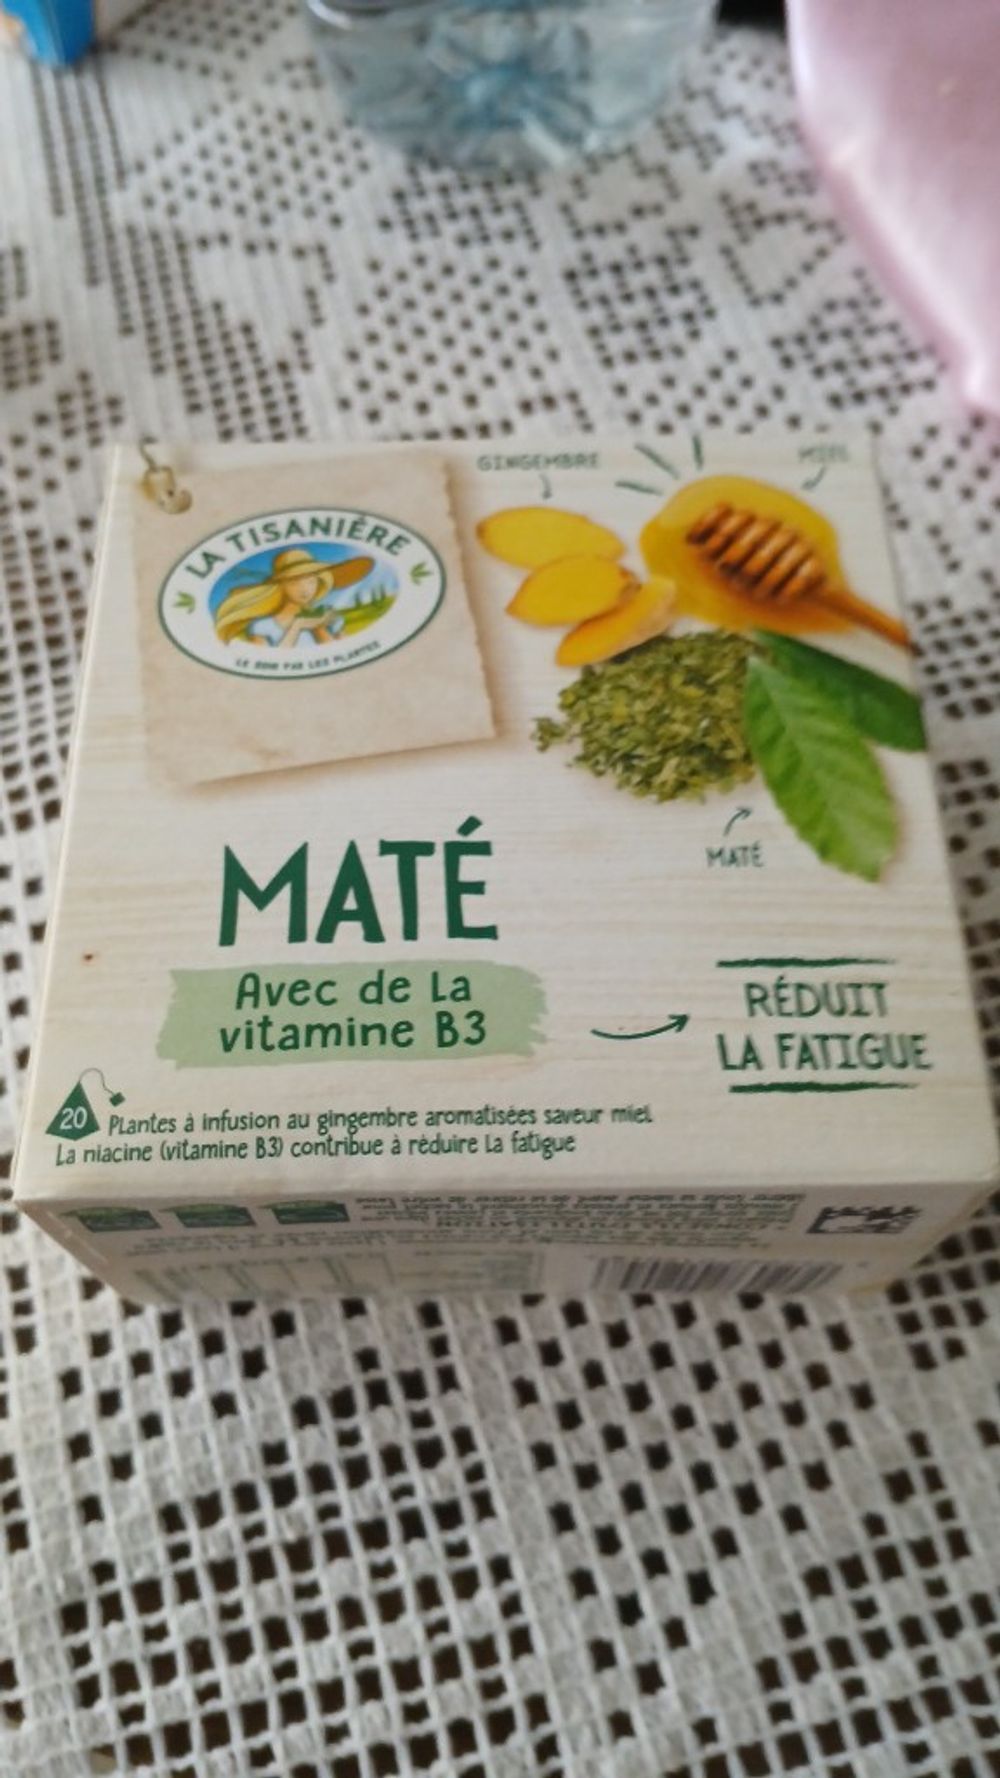 GINGEMBRE
MIEL
LA TISANIÈRE
LE BON PAR LES PLANTES
MATÉ
MATÉ
Avec de La
vitamine B3
RÉDUIT
LA FATIGUE
20
Plantes à infusion au gingembre aromatisées saveur miel
La niacine (vitamine B3) contribue à réduire la fatigue